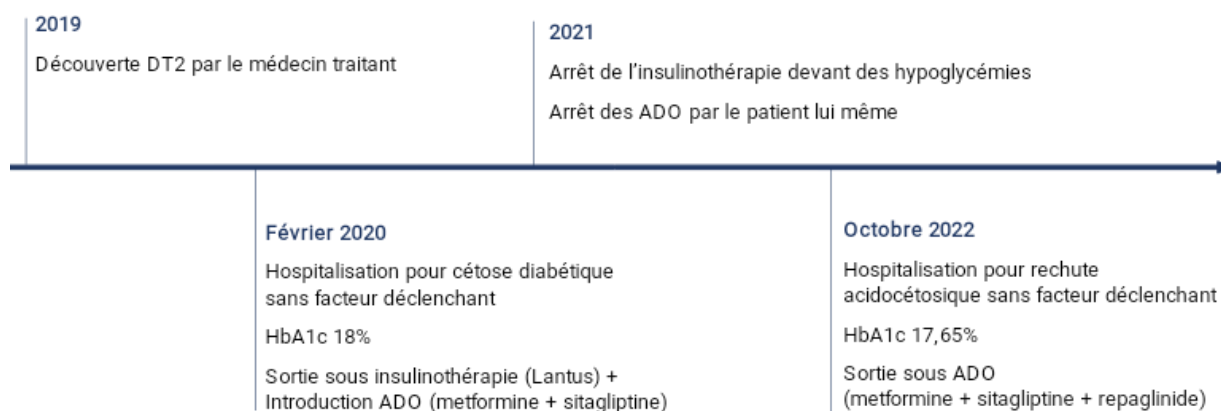 2019
Découverte DT2 par le médecin traitant
2021
Arrêt de l'insulinothérapie devant des hypoglycémies
Arrêt des ADO par le patient lui même
Février 2020
Hospitalisation pour cétose diabétique
sans facteur déclenchant
HbA1c 18%
Sortie sous insulinothérapie (Lantus) +
Introduction ADO (metformine + sitagliptine)
Octobre 2022
Hospitalisation pour rechute
acidocétosique sans facteur déclenchant
HbA1c 17,65%
Sortie sous ADO
(metformine + sitagliptine + repaglinide)